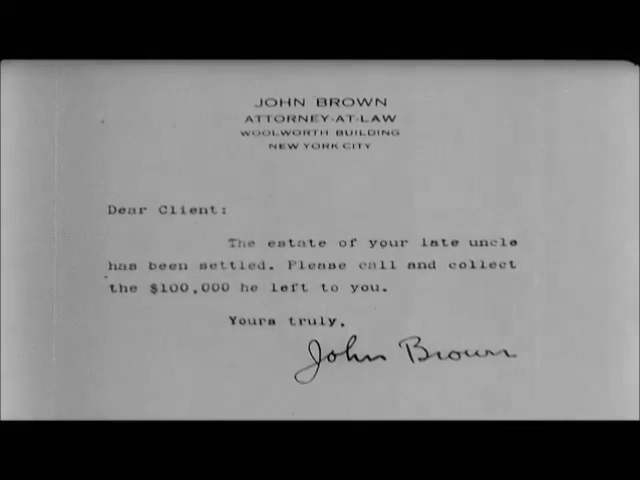 JOHN BROWN
ATTORNEY-AT-LAW
WOOLWORTH BUILDING
NEW YORK CITY
Dear Client:
The estate of your late uncle
has been settled. Please call and collect
the $100,000 he left to you.
Yours truly,
John Brown